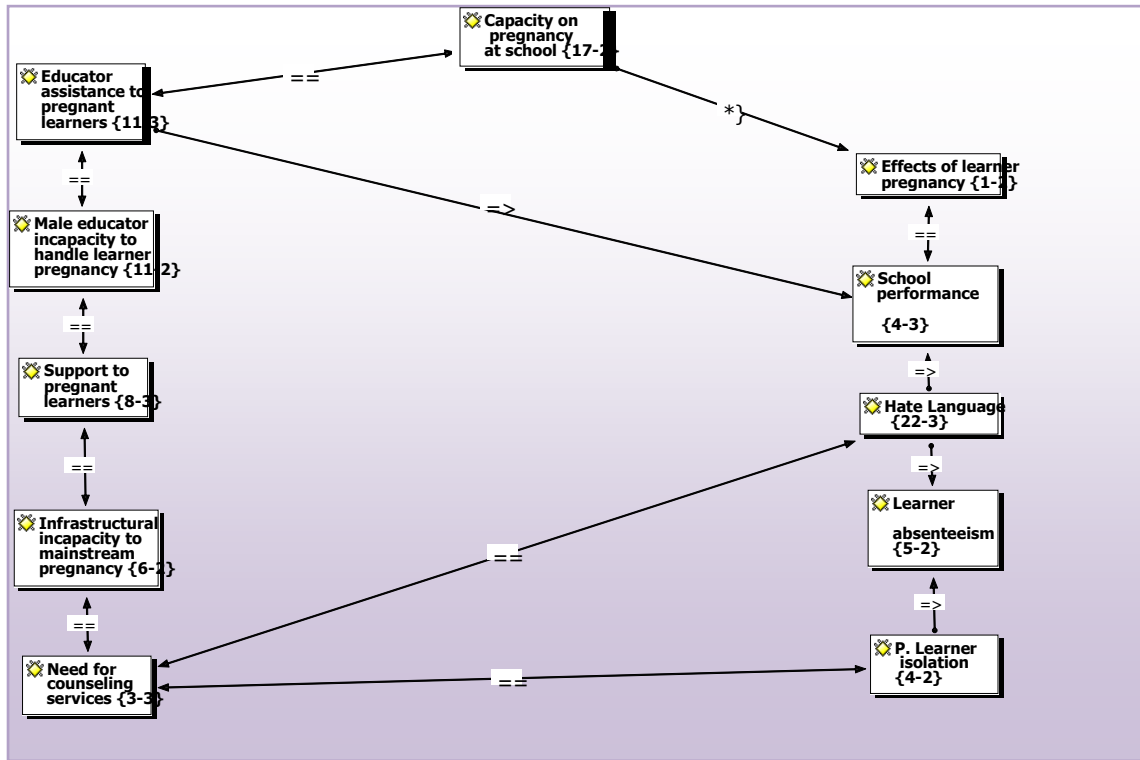 Capacity on
pregnancy
at school {17-2}
==
Educator
assistance to
pregnant
learners {11-3}
*}
Effects of learner
pregnancy {1-2}
==
=>
==
Male educator
incapacity to
handle learner
pregnancy {11-2}
School
performance
{4-3}
==
=>
Support to
pregnant
learners {8-3}
Hate Language
{22-3}
==
=>
Learner
absenteeism
{5-2}
Infrastructural
incapacity to
mainstream
pregnancy {6-2}
==
=>
==
Need for
counseling
services {3-3}
==
P. Learner
isolation
{4-2}